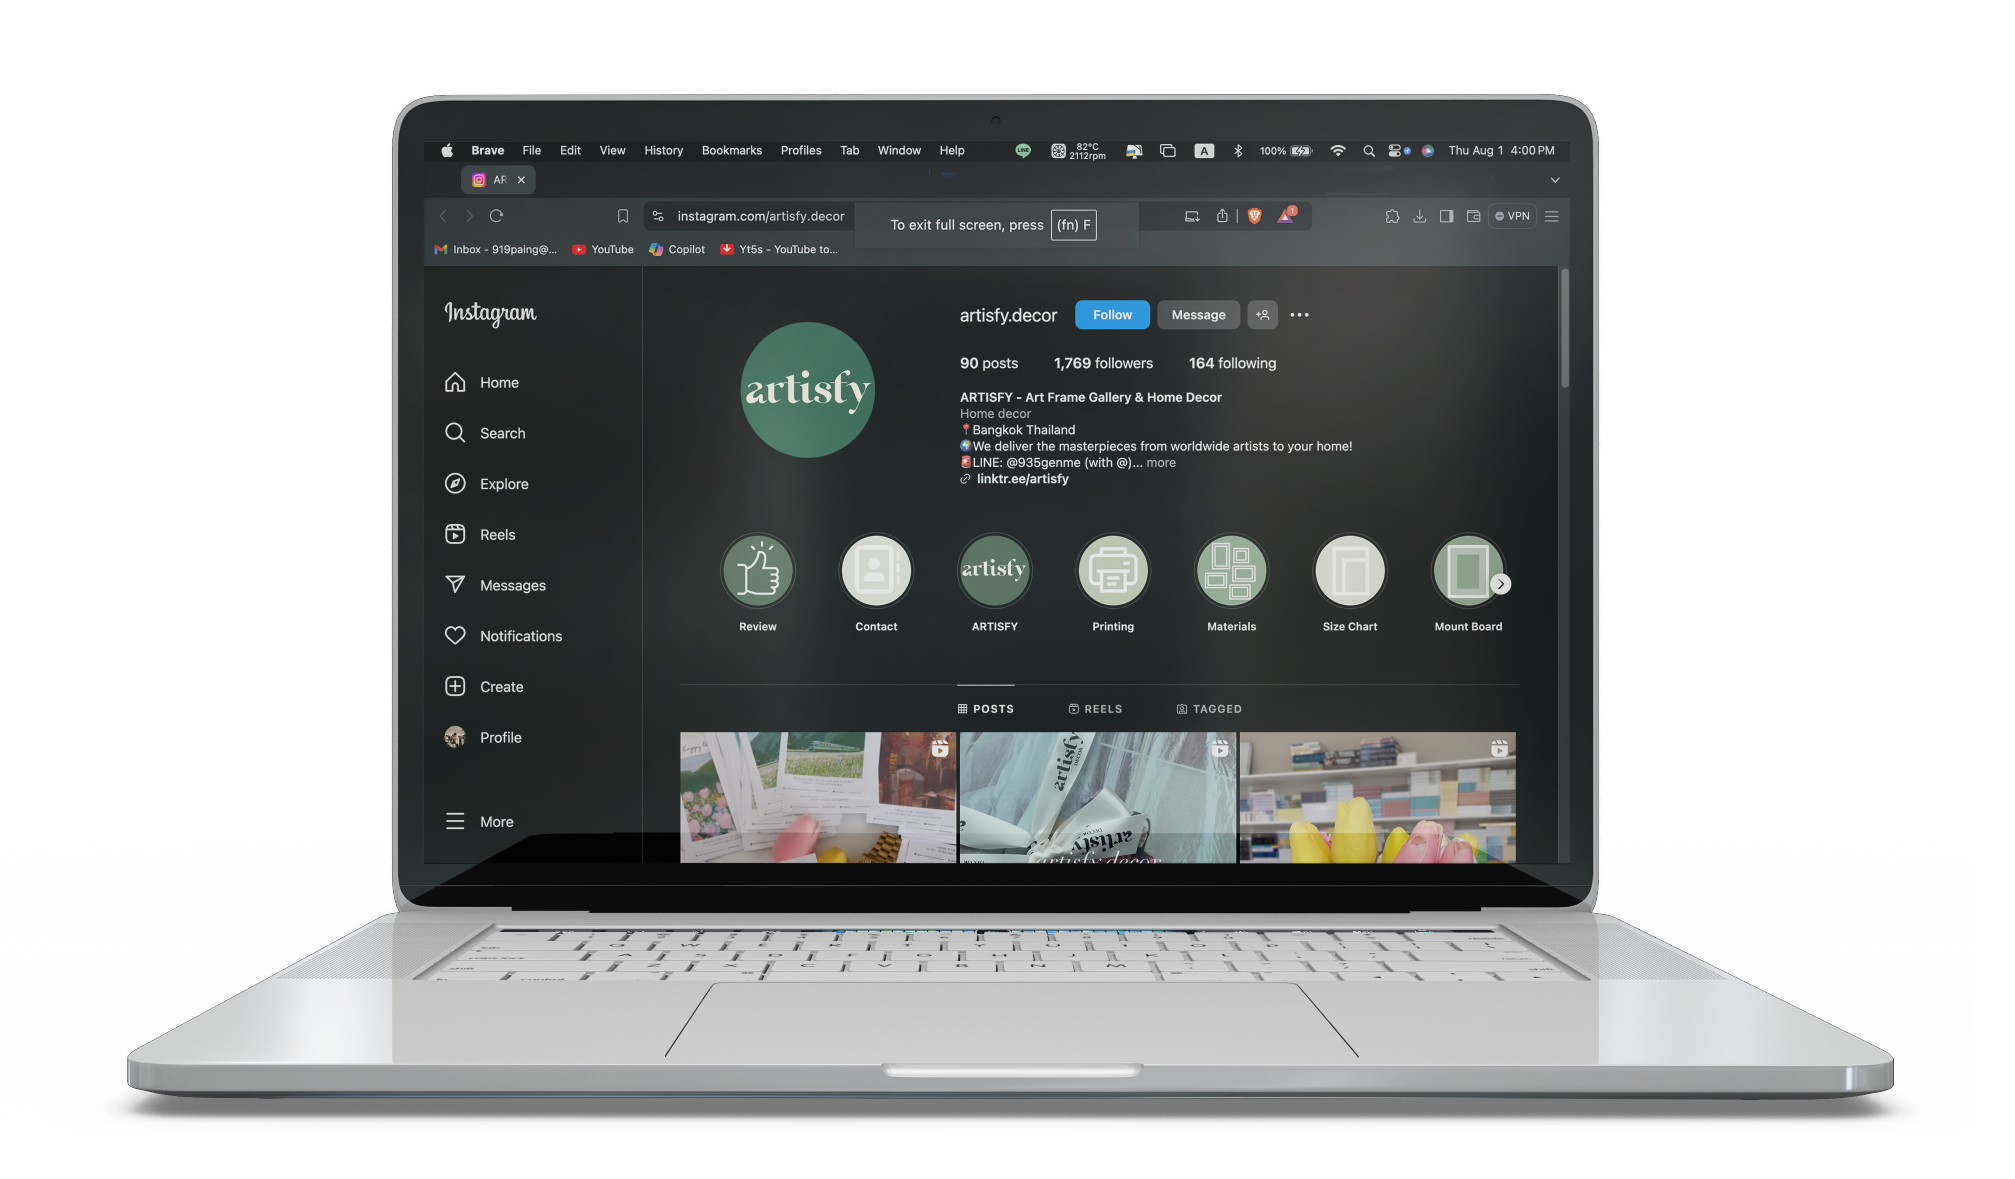 Brave File Edit View History Bookmarks Profiles Tab Window Help LINE 82°C 2112rpm A 100% Thu Aug 1 4:00 PM
AR
instagram.com/artisfy.decor
To exit full screen, press (fn) F
1
VPN
Inbox - 919paing@... YouTube Copilot Yt5s - YouTube to...
Instagram
Home
Search
Explore
Reels
Messages
Notifications
Create
Profile
More
artisfy
artisfy.decor Follow Message
90 posts 1,769 followers 164 following
ARTISFY - Art Frame Gallery & Home Decor
Home decor
📍Bangkok Thailand
🌍We deliver the masterpieces from worldwide artists to your home!
🚨LINE: @935genme (with @)... more
linktr.ee/artisfy
artisfy
Review Contact ARTISFY Printing Materials Size Chart Mount Board
POSTS REELS TAGGED
artisfy
DECOR
artisfy
artisfy.decor